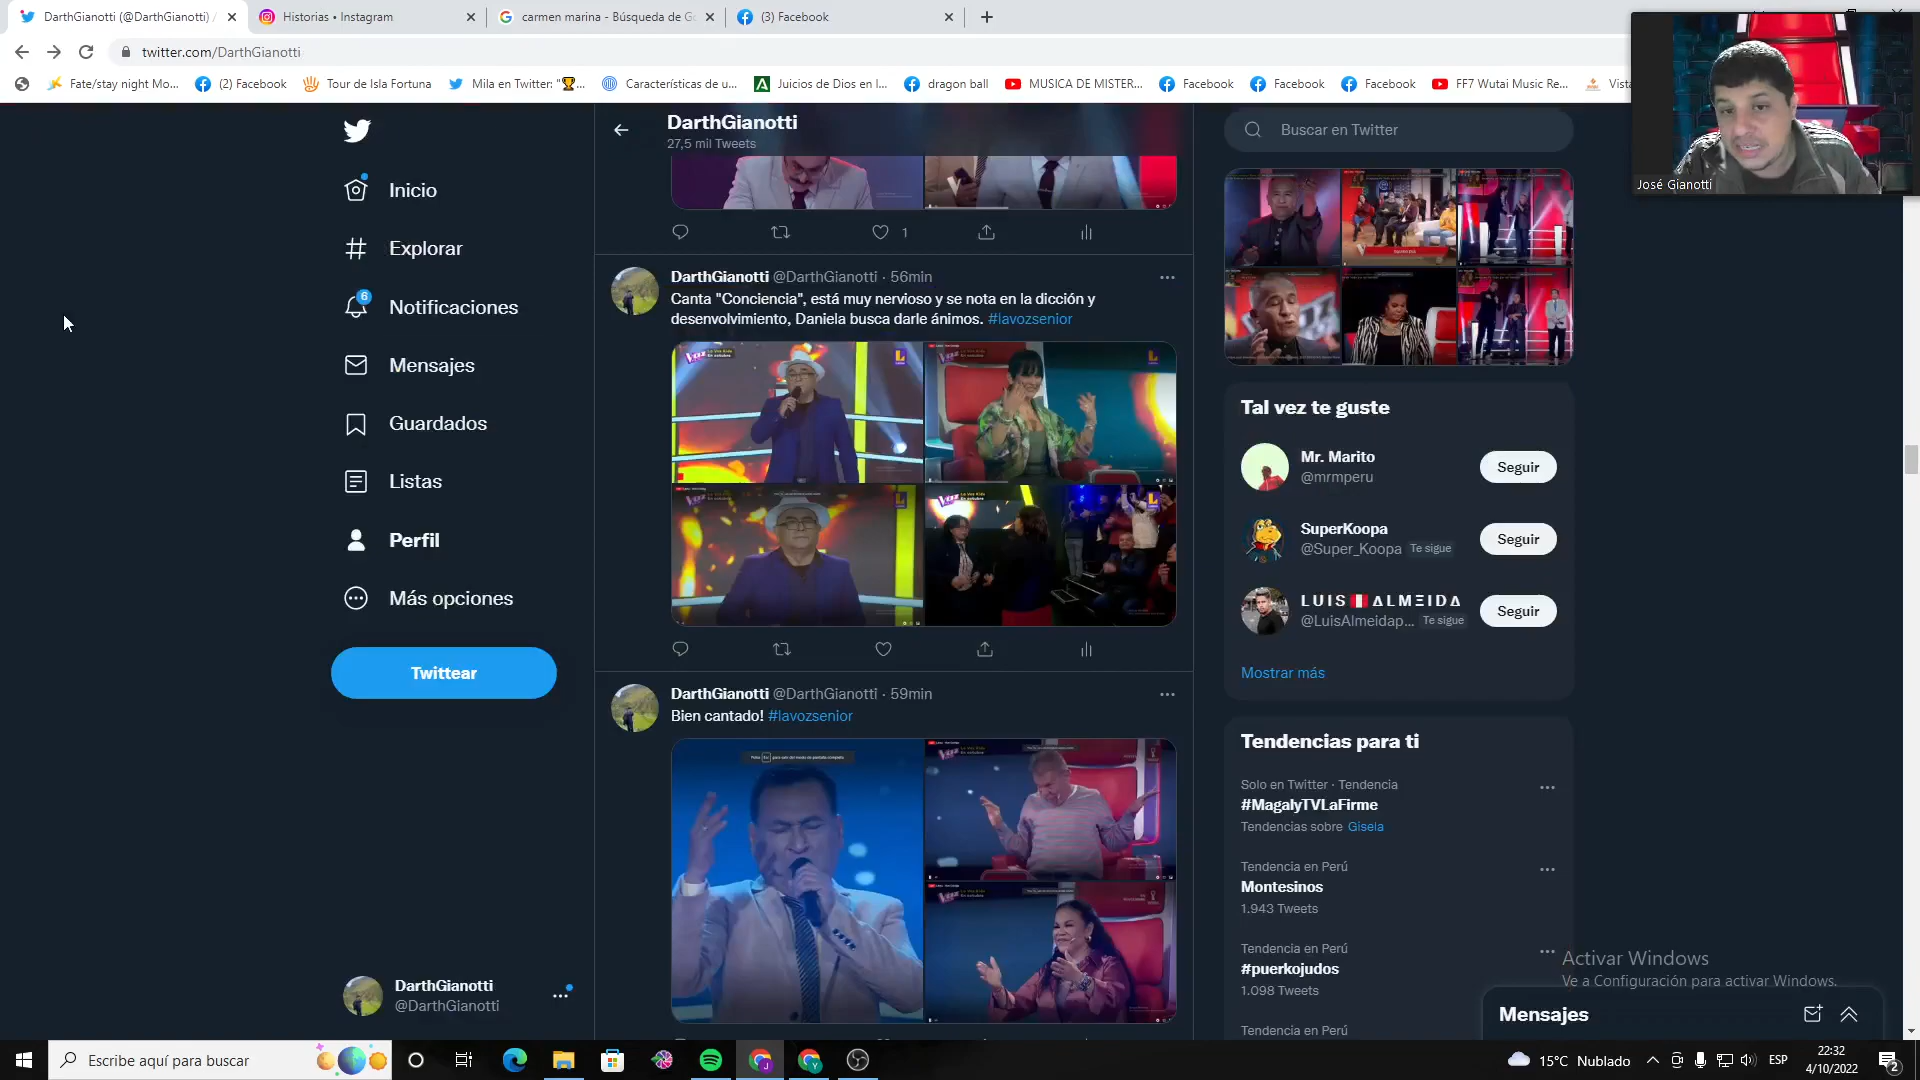 DarthGianotti (@DarthGianotti) /
Historias • Instagram
carmen marina - Búsqueda de Go
(3) Facebook
twitter.com/DarthGianotti
Fate/stay night Mo...
(2) Facebook
Tour de Isla Fortuna
Mila en Twitter: "🏆...
Características de u...
Juicios de Dios en l...
dragon ball
MUSICA DE MISTER...
Facebook
Facebook
Facebook
FF7 Wutai Music Re...
José Gianotti
DarthGianotti
27,5 mil Tweets
1
Inicio
Explorar
6
Notificaciones
Mensajes
Guardados
Listas
Perfil
Más opciones
Twittear
DarthGianotti
@DarthGianotti
DarthGianotti @DarthGianotti · 56min
Canta "Conciencia", está muy nervioso y se nota en la dicción y
desenvolvimiento, Daniela busca darle ánimos. #lavozsenior
DarthGianotti @DarthGianotti · 59min
Bien cantado! #lavozsenior
Buscar en Twitter
Tal vez te guste
Mr. Marito
@mrmperu
Seguir
SuperKoopa
@Super_Koopa Te sigue
Seguir
L U I S 🇵🇪 Δ L M Ξ I D Δ
@LuisAlmeidap... Te sigue
Seguir
Mostrar más
Tendencias para ti
Solo en Twitter · Tendencia
#MagalyTVLaFirme
Tendencias sobre Gisela
Tendencia en Perú
Montesinos
1.943 Tweets
Tendencia en Perú
#puerkojudos
1.098 Tweets
Tendencia en Perú
Activar Windows
Ve a Configuración para activar Windows.
Mensajes
Escribe aquí para buscar
15°C Nublado
ESP
22:32
4/10/2022
2